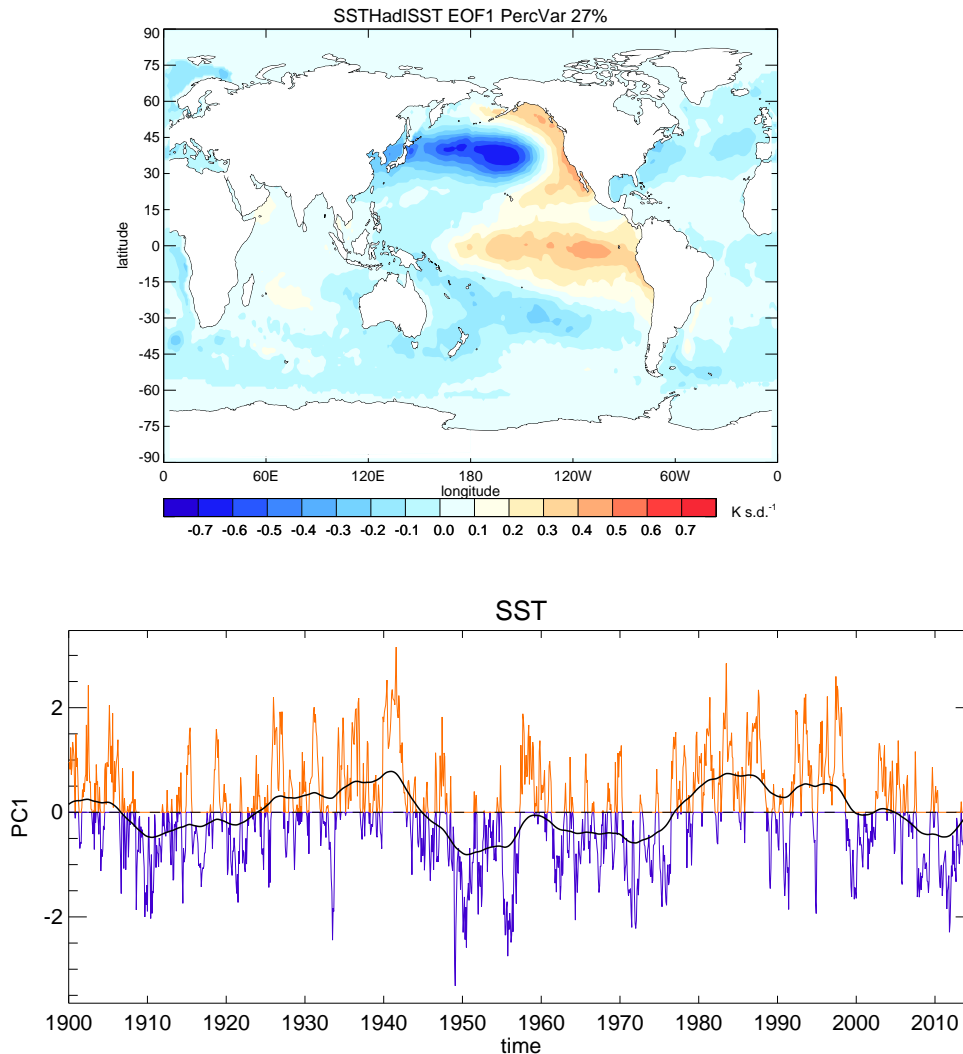 SSTHadISST EOF1 PercVar 27%
90
75
60
45
30
15
0
-15
-30
-45
-60
-75
-90
latitude
0 60E 120E 180 120W 60W 0
longitude
-0.7 -0.6 -0.5 -0.4 -0.3 -0.2 -0.1 0.0 0.1 0.2 0.3 0.4 0.5 0.6 0.7
K s.d.⁻¹
SST
2
0
-2
PC1
1900 1910 1920 1930 1940 1950 1960 1970 1980 1990 2000 2010
time